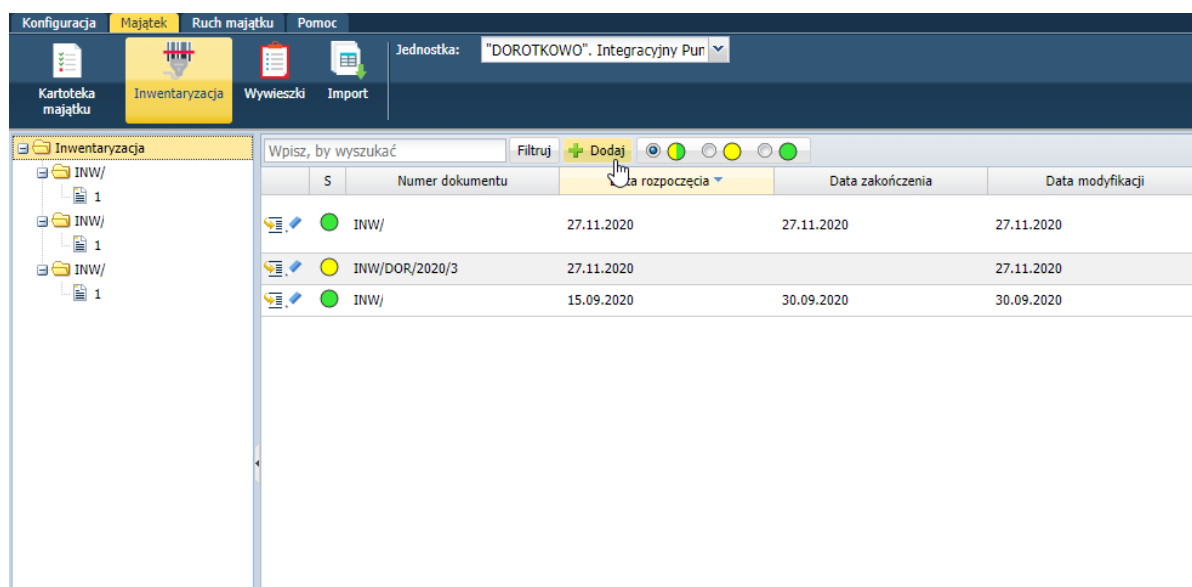 Konfiguracja Majątek Ruch majątku Pomoc
Jednostka: "DOROTKOWO". Integracyjny Pun
Kartoteka majątku Inwentaryzacja Wywieszki Import
Inwentaryzacja
INW/
1
INW/
1
INW/
1
Wpisz, by wyszukać Filtruj Dodaj
S Numer dokumentu rozpoczęcia Data zakończenia Data modyfikacji
INW/ 27.11.2020 27.11.2020 27.11.2020
INW/DOR/2020/3 27.11.2020 27.11.2020
INW/ 15.09.2020 30.09.2020 30.09.2020